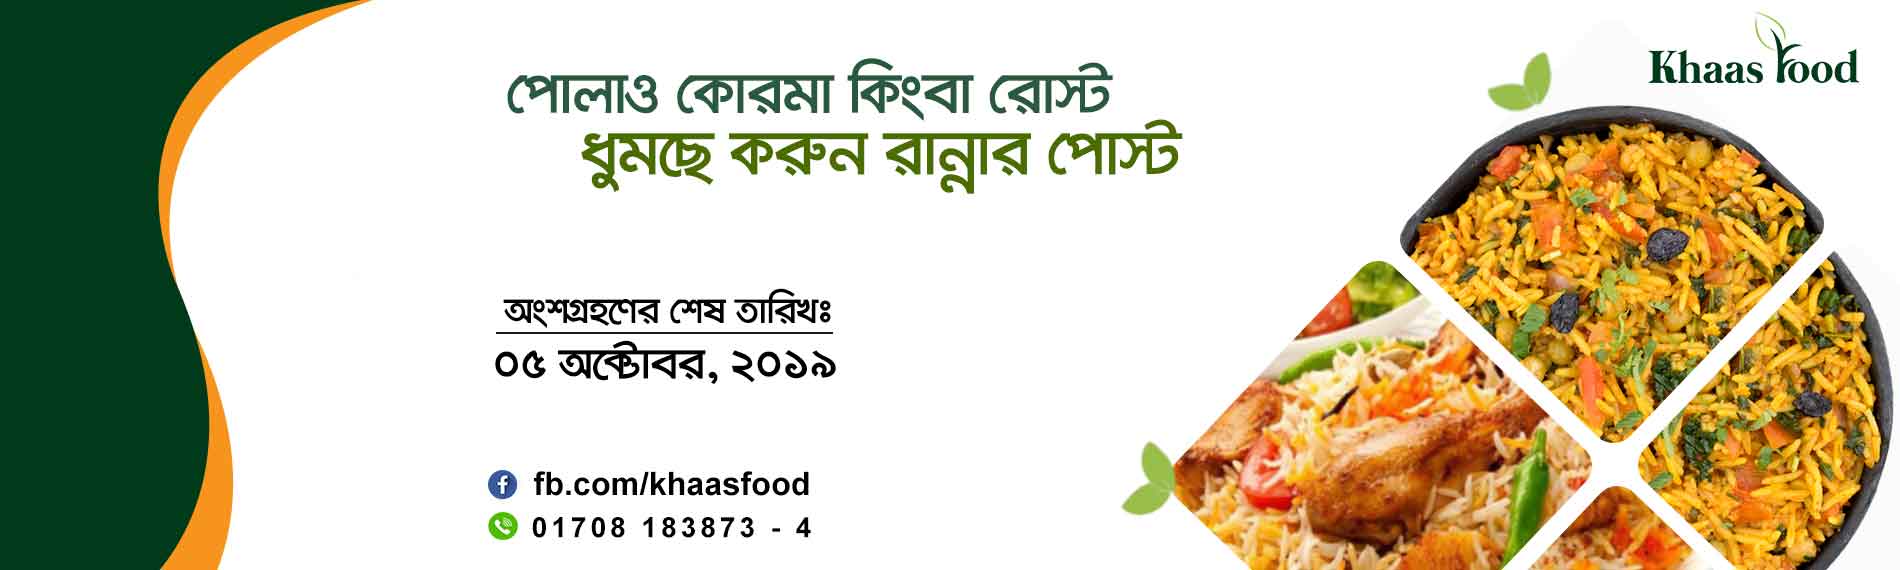 Khaas Food
পোলাও কোরমা কিংবা রোস্ট
ধুমছে করুন রান্নার পোস্ট
অংশগ্রহণের শেষ তারিখঃ
০৫ অক্টোবর, ২০১৯
fb.com/khaasfood
01708 183873 - 4